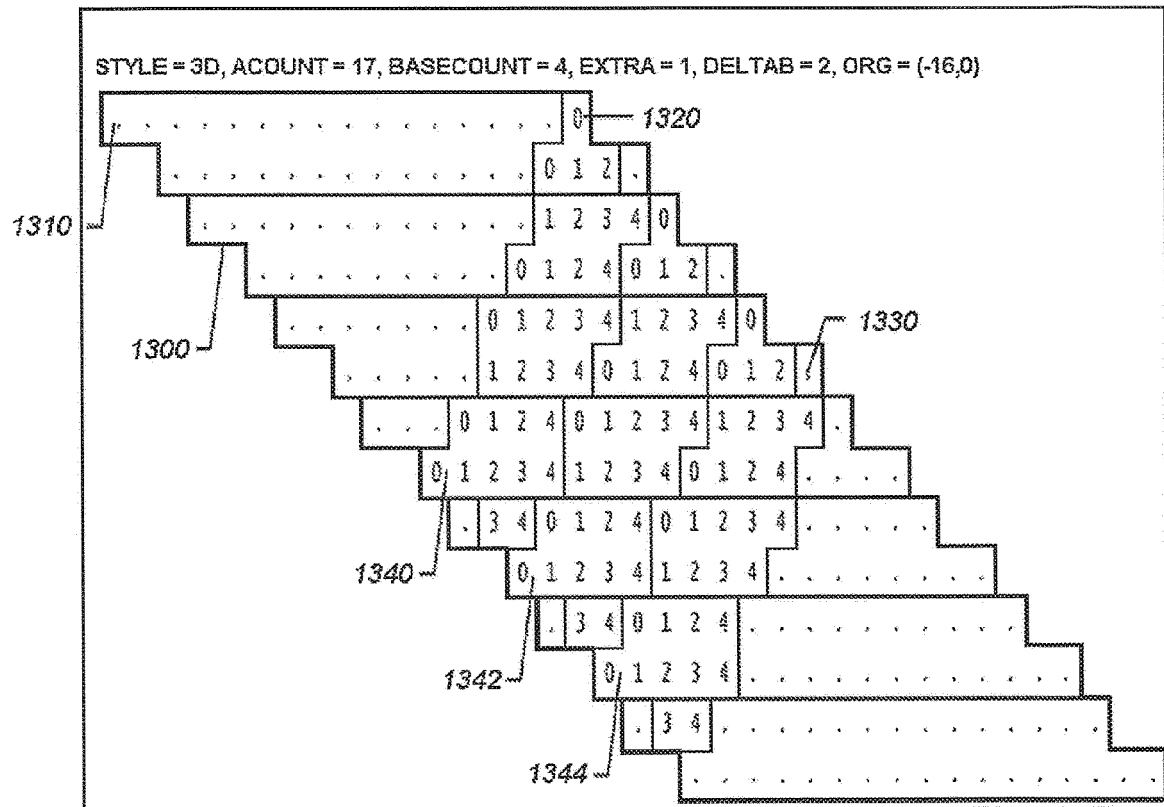 STYLE = 3D, ACOUNT = 17, BASECOUNT = 4, EXTRA = 1, DELTAB = 2, ORG = (-16,0)
. . . . . . . . . . . . . . . . 0 1320
. . . . . . . . . . . . . 0 1 2 .
1310 . . . . . . . . . . . . 1 2 3 4 0
. . . . . . . . . 0 1 2 4 0 1 2 .
1300 . . . . . . . 0 1 2 3 4 1 2 3 4 0 1330
. . . . . 1 2 3 4 0 1 2 4 0 1 2 .
. . . 0 1 2 4 0 1 2 3 4 1 2 3 4 .
0 1 2 3 4 1 2 3 4 0 1 2 4 . . . .
. 3 4 0 1 2 4 0 1 2 3 4 . . . . .
1340 0 1 2 3 4 1 2 3 4 . . . . . . . .
. 3 4 0 1 2 4 . . . . . . . . . .
1342 0 1 2 3 4 . . . . . . . . . . . .
. 3 4 . . . . . . . . . . . . . .
1344 . . . . . . . . . . . . . . . . .